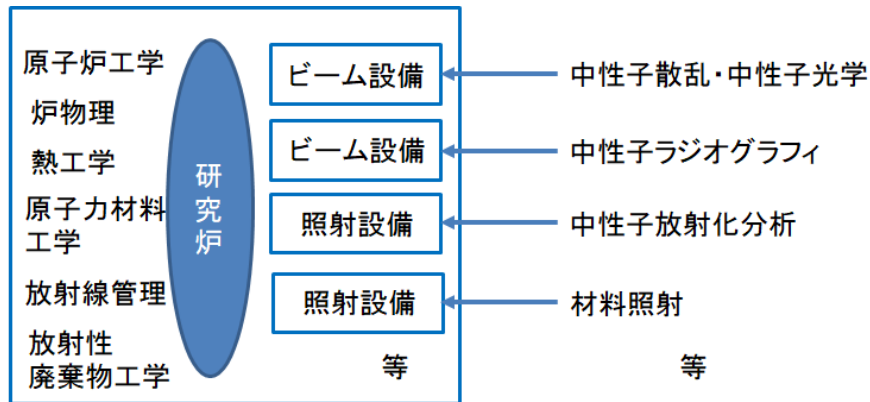 原子炉工学
炉物理
熱工学
原子力材料
工学
放射線管理
放射性
廃棄物工学
研究炉
ビーム設備
ビーム設備
照射設備
照射設備
等
中性子散乱・中性子光学
中性子ラジオグラフィ
中性子放射化分析
材料照射
等